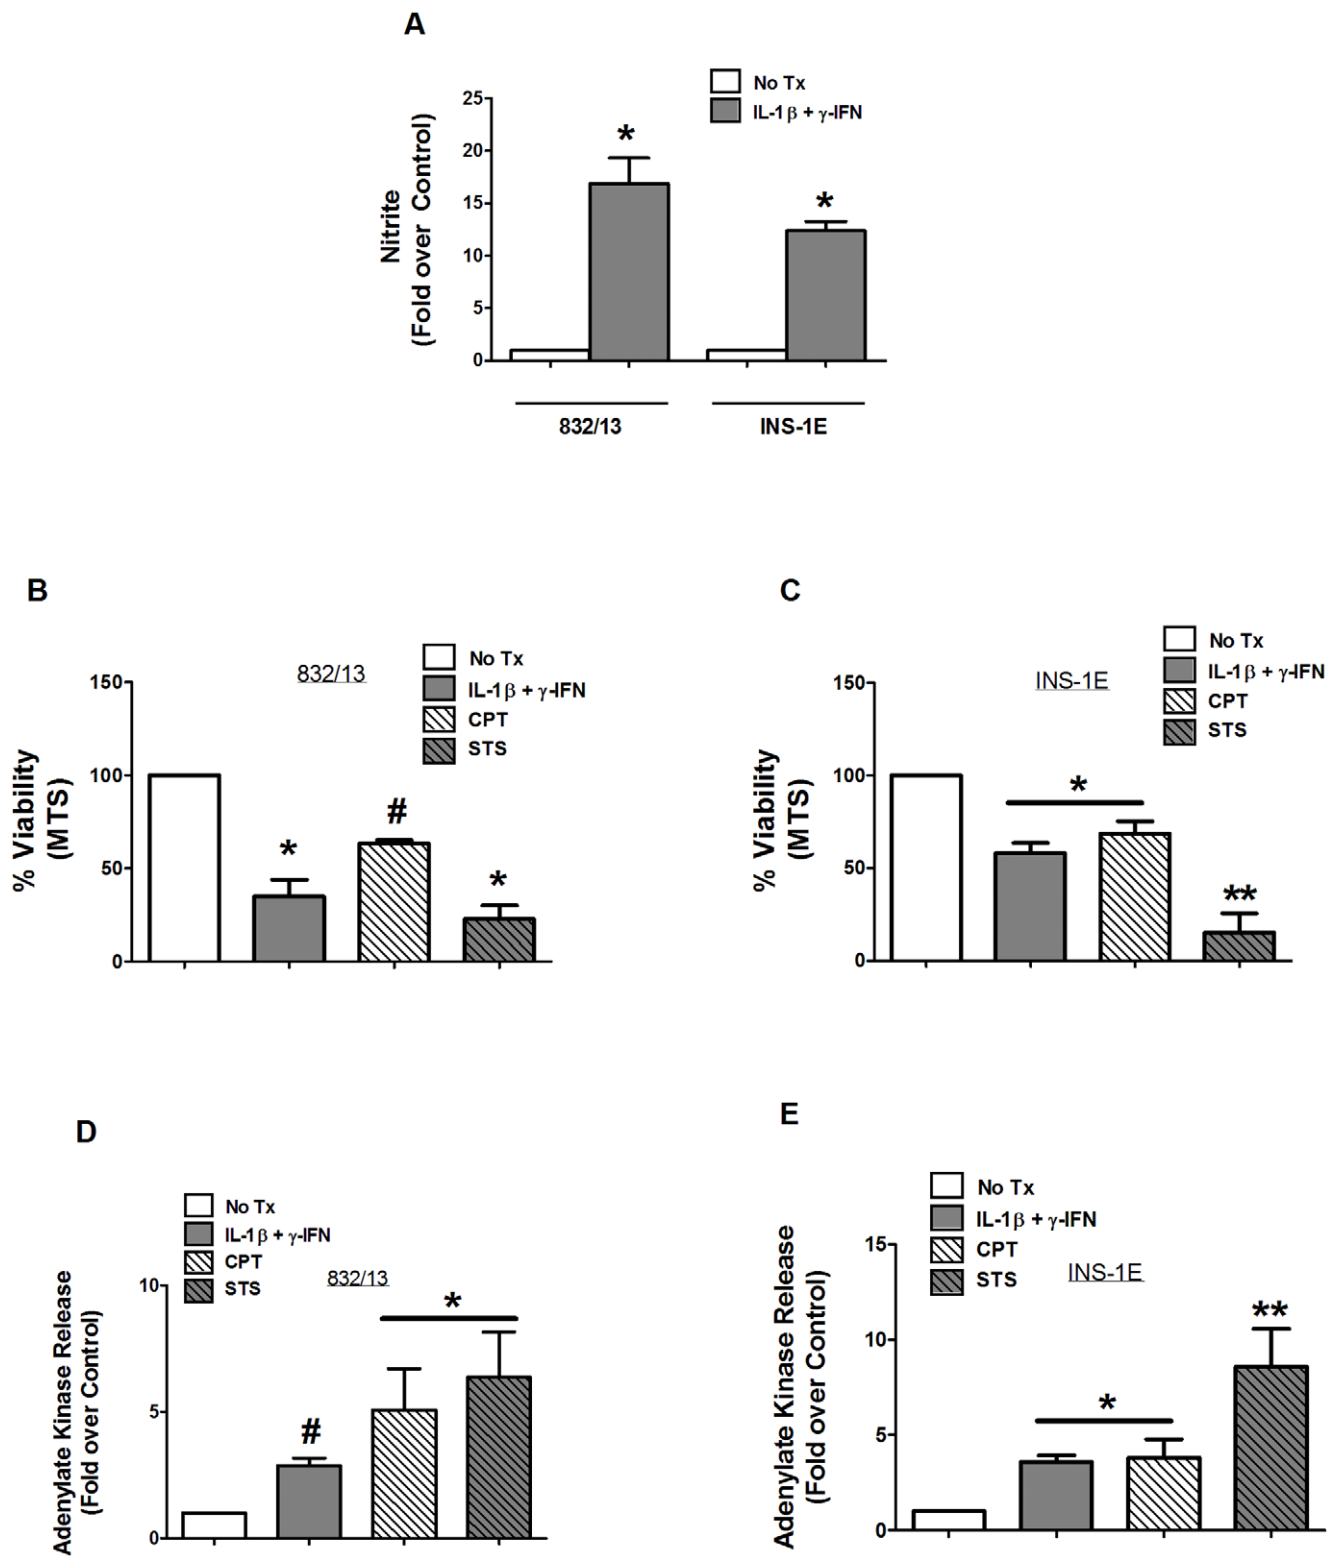 A
No Tx
IL-1β + γ-IFN
Nitrite
(Fold over Control)
25
20
15
10
5
0
*
*
832/13
INS-1E
B
832/13
No Tx
IL-1β + γ-IFN
CPT
STS
% Viability
(MTS)
150
100
50
0
*
#
*
C
INS-1E
No Tx
IL-1β + γ-IFN
CPT
STS
% Viability
(MTS)
150
100
50
0
*
**
D
No Tx
IL-1β + γ-IFN
CPT
STS
832/13
Adenylate Kinase Release
(Fold over Control)
10
5
0
#
*
E
No Tx
IL-1β + γ-IFN
CPT
STS
INS-1E
Adenylate Kinase Release
(Fold over Control)
15
10
5
0
*
**